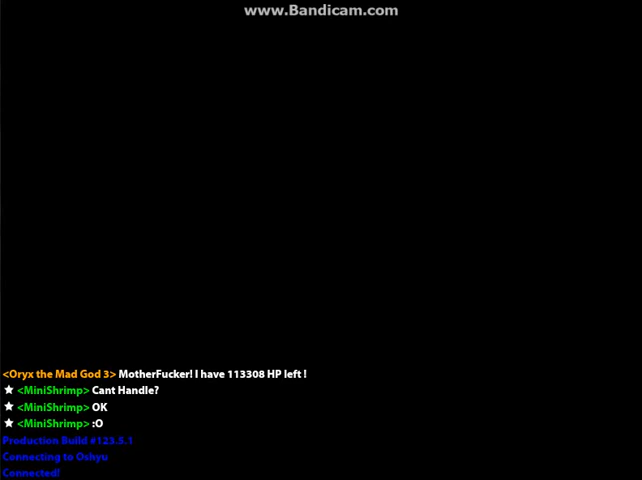 www.Bandicam.com
<Oryx the Mad God 3> MotherFucker! I have 113308 HP left !
★ <MiniShrimp> Cant Handle?
★ <MiniShrimp> OK
★ <MiniShrimp> :O
Production Build #123.5.1
Connecting to Oshyu
Connected!